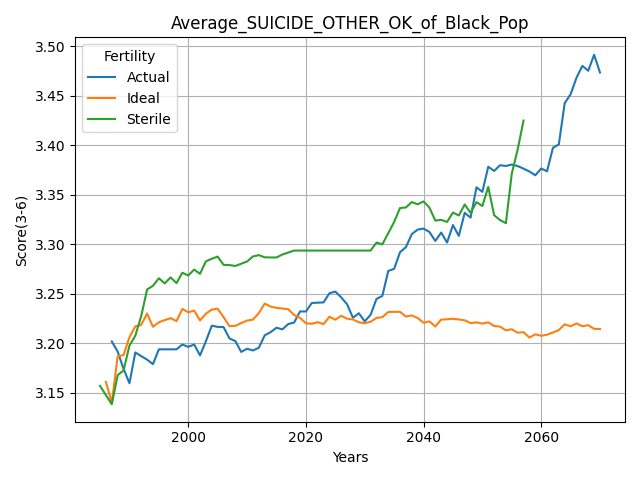 Average_SUICIDE_OTHER_OK_of_Black_Pop
3.50
3.45
3.40
3.35
3.30
3.25
3.20
3.15
Score(3-6)
Fertility
Actual
Ideal
Sterile
2000 2020 2040 2060
Years